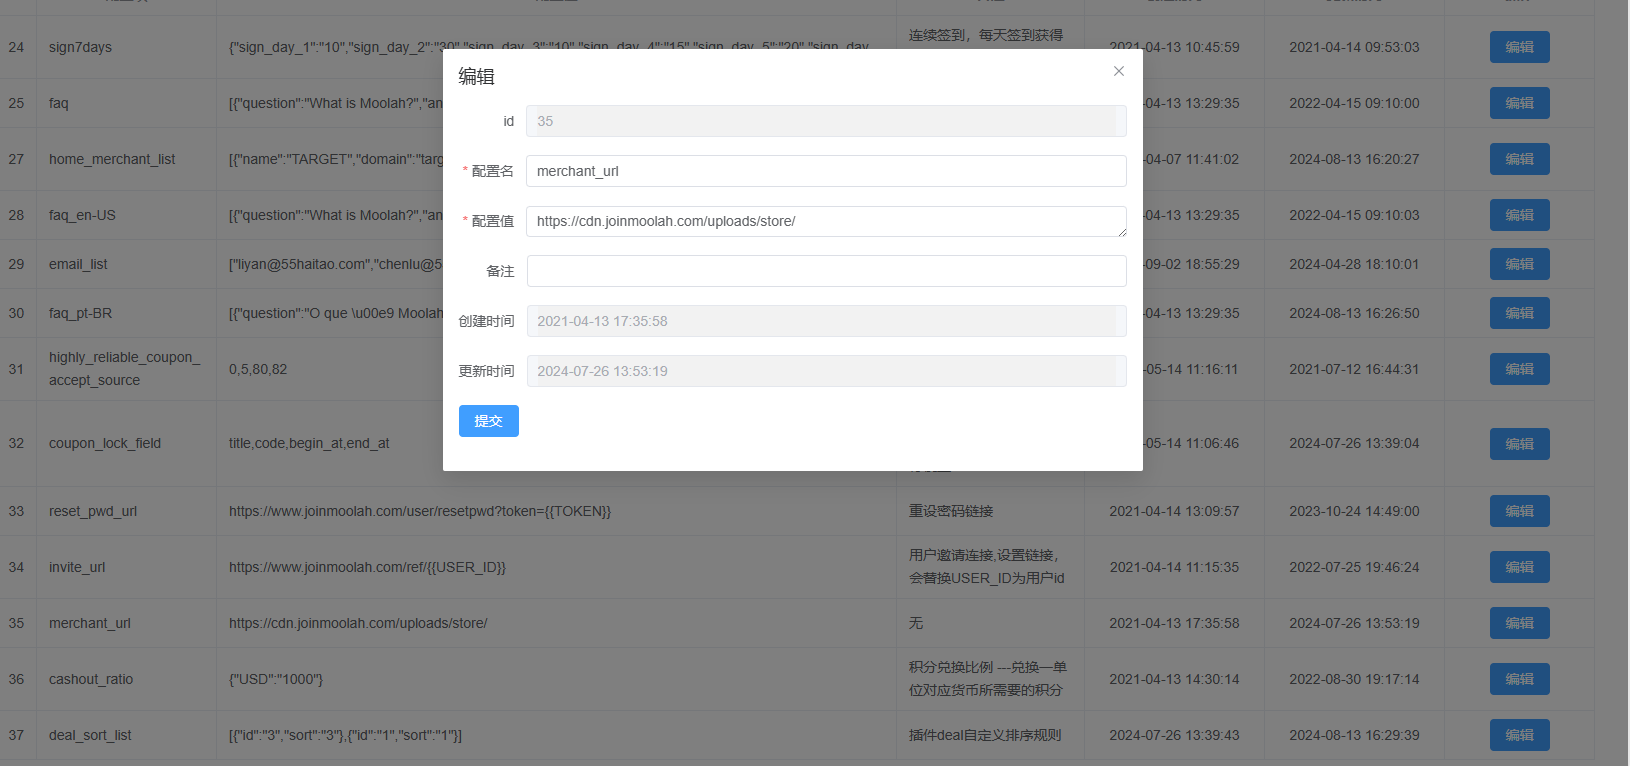 24 sign7days {"sign_day_1":"10","sign_day_2":"30","sign_day_3":"10","sign_day_4":"15","sign_day_5":"20","sign_day 连续签到，每天签到获得 2021-04-13 10:45:59 2021-04-14 09:53:03 编辑
编辑
id 35
* 配置名 merchant_url
* 配置值 https://cdn.joinmoolah.com/uploads/store/
备注
创建时间 2021-04-13 17:35:58
更新时间 2024-07-26 13:53:19
提交
25 faq [{"question":"What is Moolah?","an -04-13 13:29:35 2022-04-15 09:10:00 编辑
27 home_merchant_list [{"name":"TARGET","domain":"targ -04-07 11:41:02 2024-08-13 16:20:27 编辑
28 faq_en-US [{"question":"What is Moolah?","an -04-13 13:29:35 2022-04-15 09:10:03 编辑
29 email_list ["liyan@55haitao.com","chenlu@5 -09-02 18:55:29 2024-04-28 18:10:01 编辑
30 faq_pt-BR [{"question":"O que \u00e9 Moolah -04-13 13:29:35 2024-08-13 16:26:50 编辑
31 highly_reliable_coupon_
accept_source 0,5,80,82 -05-14 11:16:11 2021-07-12 16:44:31 编辑
32 coupon_lock_field title,code,begin_at,end_at -05-14 11:06:46 2024-07-26 13:39:04 编辑
33 reset_pwd_url https://www.joinmoolah.com/user/resetpwd?token={{TOKEN}} 重设密码链接 2021-04-14 13:09:57 2023-10-24 14:49:00 编辑
34 invite_url https://www.joinmoolah.com/ref/{{USER_ID}} 用户邀请连接,设置链接，
会替换USER_ID为用户id 2021-04-14 11:15:35 2022-07-25 19:46:24 编辑
35 merchant_url https://cdn.joinmoolah.com/uploads/store/ 无 2021-04-13 17:35:58 2024-07-26 13:53:19 编辑
36 cashout_ratio {"USD":"1000"} 积分兑换比例 ---兑换一单
位对应货币所需要的积分 2021-04-13 14:30:14 2022-08-30 19:17:14 编辑
37 deal_sort_list [{"id":"3","sort":"3"},{"id":"1","sort":"1"}] 插件deal自定义排序规则 2024-07-26 13:39:43 2024-08-13 16:29:39 编辑